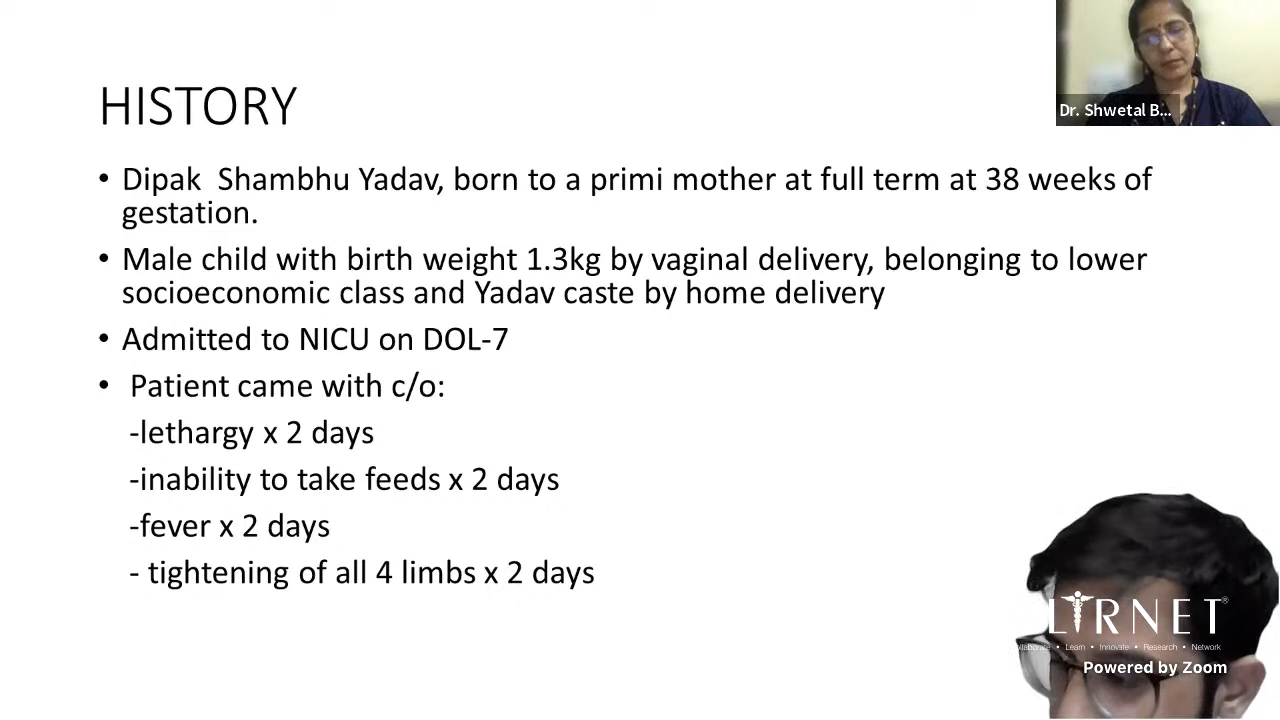 Dr. Shwetal B...
HISTORY
• Dipak Shambhu Yadav, born to a primi mother at full term at 38 weeks of
gestation.
• Male child with birth weight 1.3kg by vaginal delivery, belonging to lower
socioeconomic class and Yadav caste by home delivery
• Admitted to NICU on DOL-7
• Patient came with c/o:
-lethargy x 2 days
-inability to take feeds x 2 days
-fever x 2 days
- tightening of all 4 limbs x 2 days
LIRNET®
• Learn • Innovate • Research • Network
Powered by Zoom